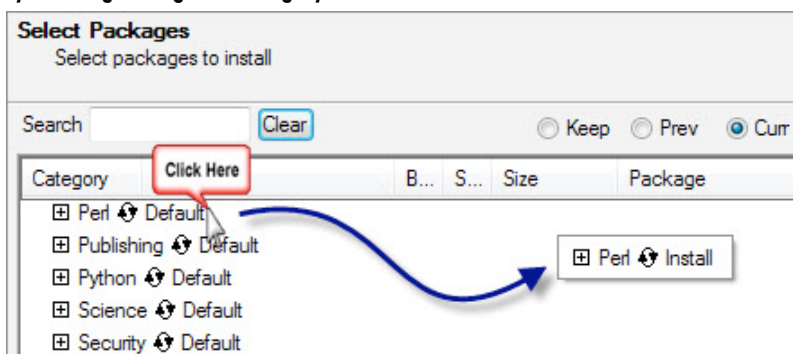 Select Packages
Select packages to install
Search Clear Keep Prev Curr
Category Click Here B... S... Size Package
Perl Default
Publishing Default
Perl Install
Python Default
Science Default
Security Default